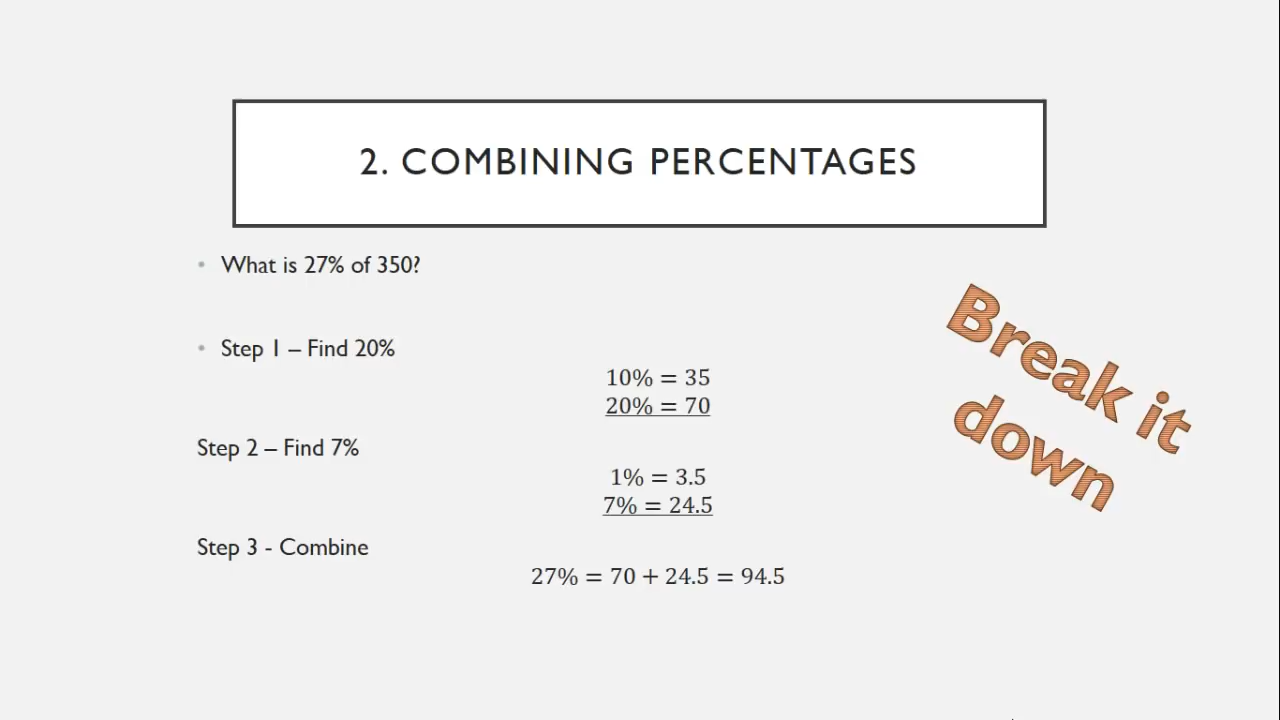 2. COMBINING PERCENTAGES
• What is 27% of 350?
• Step 1 – Find 20%
10% = 35
20% = 70
Step 2 – Find 7%
1% = 3.5
7% = 24.5
Step 3 - Combine
27% = 70 + 24.5 = 94.5
Break it
down